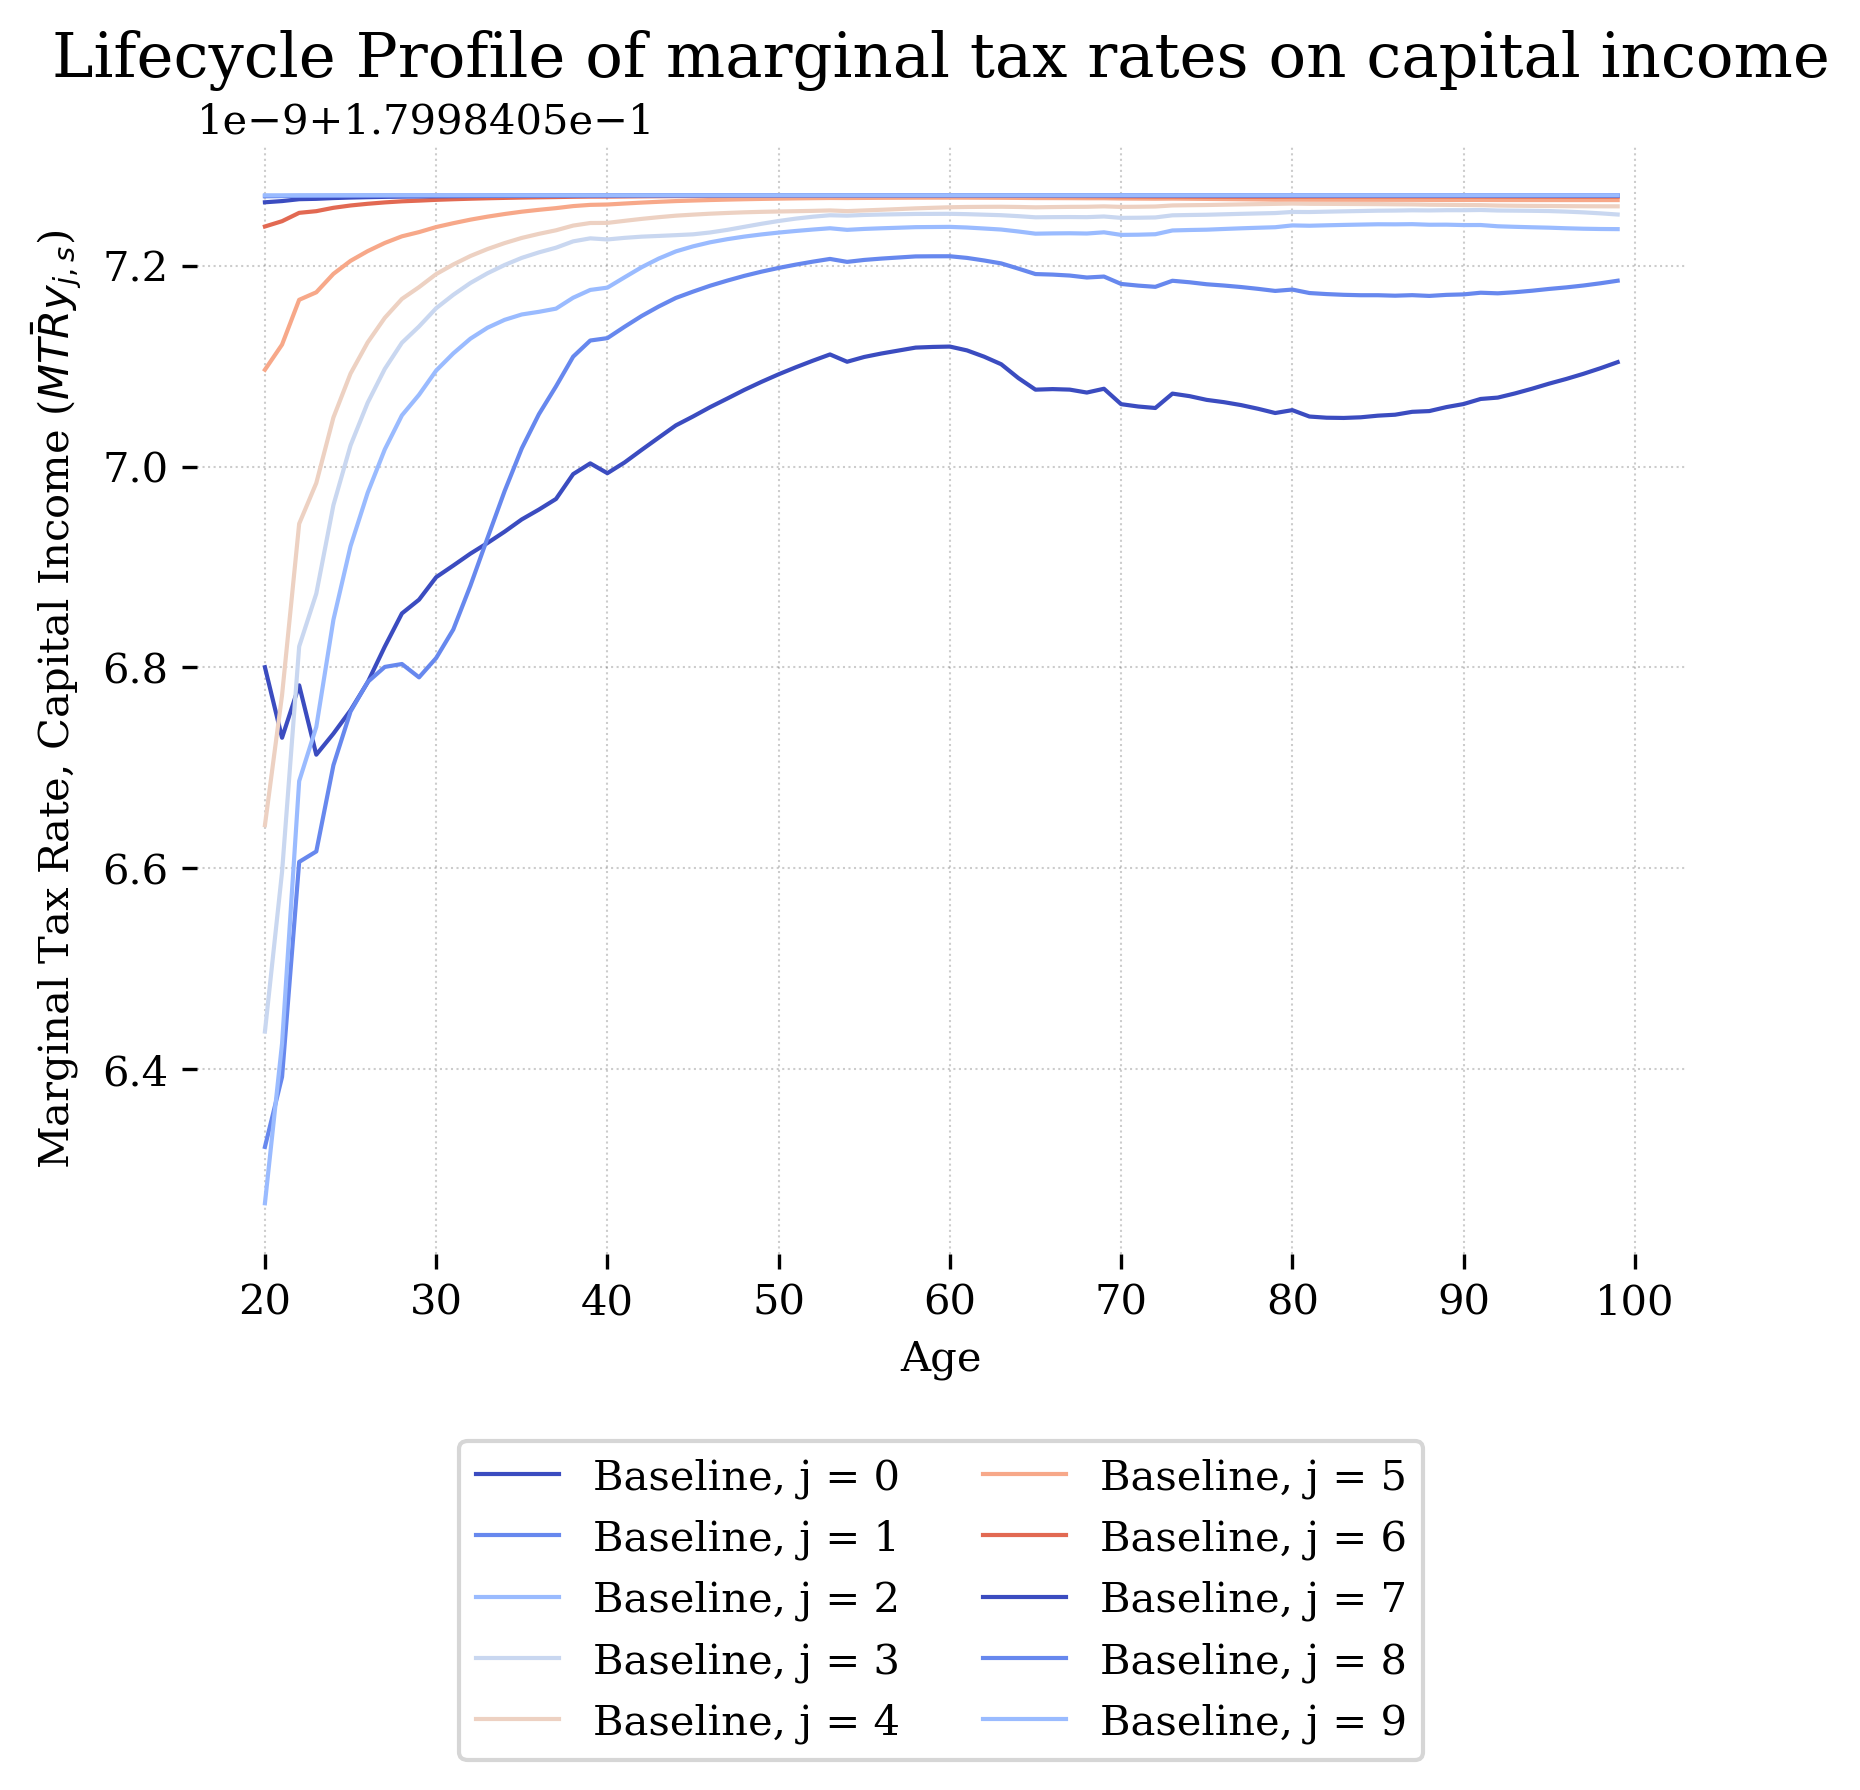 Lifecycle Profile of marginal tax rates on capital income
1e−9+1.7998405e−1
Marginal Tax Rate, Capital Income (MT̄Ry_{j,s})
7.2
7.0
6.8
6.6
6.4
20 30 40 50 60 70 80 90 100
Age
Baseline, j = 0
Baseline, j = 1
Baseline, j = 2
Baseline, j = 3
Baseline, j = 4
Baseline, j = 5
Baseline, j = 6
Baseline, j = 7
Baseline, j = 8
Baseline, j = 9